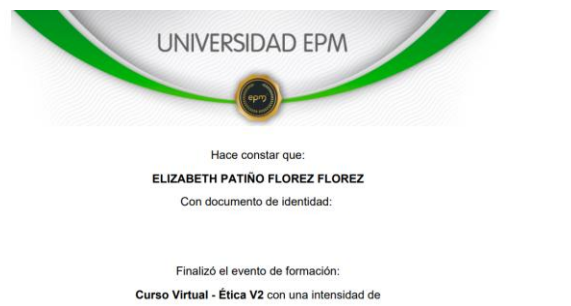 UNIVERSIDAD EPM
epm
Hace constar que:
ELIZABETH PATIÑO FLOREZ FLOREZ
Con documento de identidad:
Finalizó el evento de formación:
Curso Virtual - Ética V2 con una intensidad de